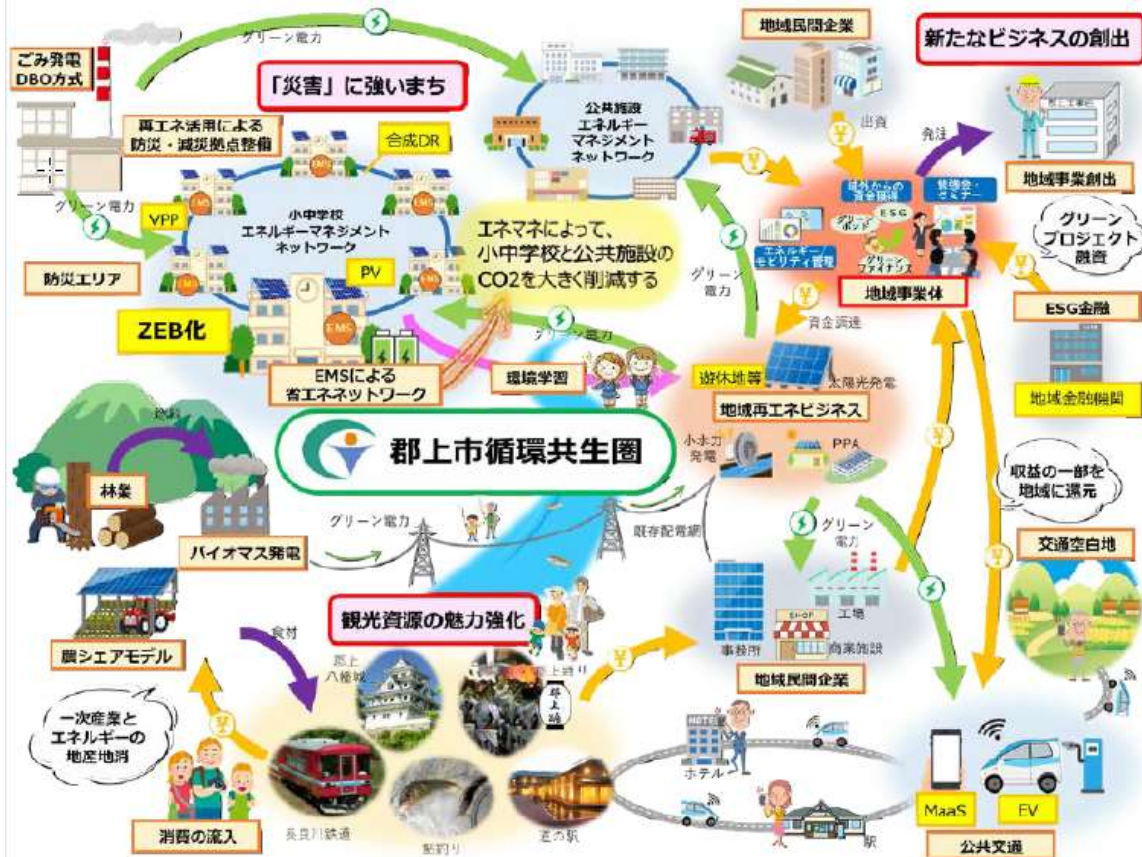 ごみ発電
DBO方式
グリーン電力
「災害」に強いまち
再エネ活用による
防災・減災拠点整備
合成DR
EMS
EMS
EMS
EMS
EMS
EMS
グリーン電力
VPP
小中学校
エネルギーマネジメント
ネットワーク
PV
防災エリア
ZEB化
EMS
EMSによる
省エネネットワーク
公共施設
エネルギー
マネジメント
ネットワーク
エネマネによって、
小中学校と公共施設の
CO2を大きく削減する
グリーン電力
環境学習
地域民間企業
出資
新たなビジネスの創出
発注
地域事業創出
域外からの
資金獲得
勉強会・
セミナー
グリーン
ボンド
ESG
エネルギー/
モビリティ管理
グリーン
ファイナンス
地域事業体
グリーン
プロジェクト
融資
ESG金融
地域金融機関
グリーン
電力
資金調達
遊休地等
太陽光発電
地域再エネビジネス
小水力
発電
PPA
郡上市循環共生圏
林業
バイオマス発電
グリーン電力
既存配電網
グリーン
電力
収益の一部を
地域に還元
交通空白地
農シェアモデル
食材
観光資源の魅力強化
郡上
八幡城
郡上踊り
郡上踊
事務所
SHOP
商業施設
工場
地域民間企業
一次産業と
エネルギーの
地産地消
消費の流入
長良川鉄道
鮎釣り
道の駅
HOTEL
ホテル
駅
MaaS
EV
公共交通